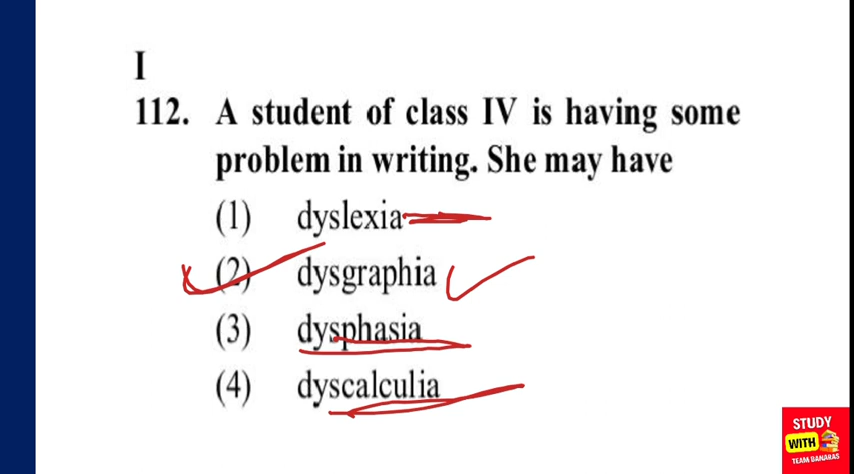 I
112. A student of class IV is having some
problem in writing. She may have
(1) dyslexia
(2) dysgraphia
(3) dysphasia
(4) dyscalculia
STUDY
WITH
TEAM BANARAS